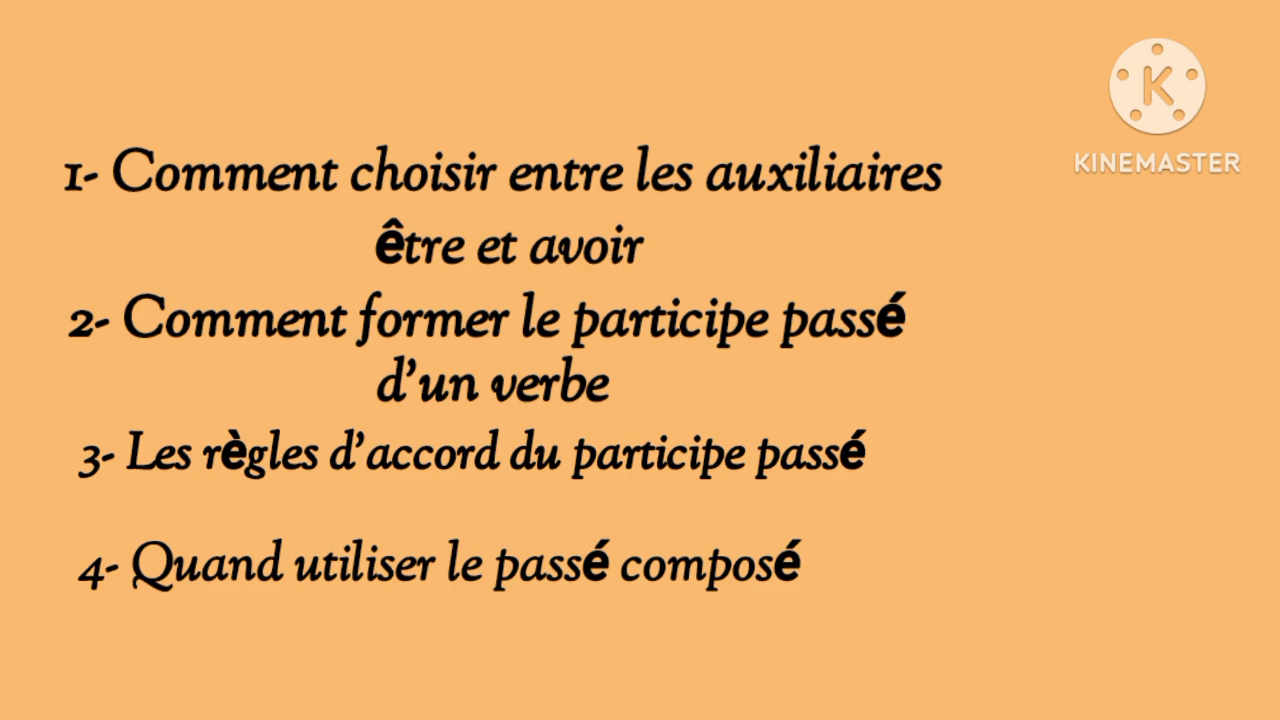 KINEMASTER
1- Comment choisir entre les auxiliaires
être et avoir
2- Comment former le participe passé
d'un verbe
3- Les règles d'accord du participe passé
4- Quand utiliser le passé composé